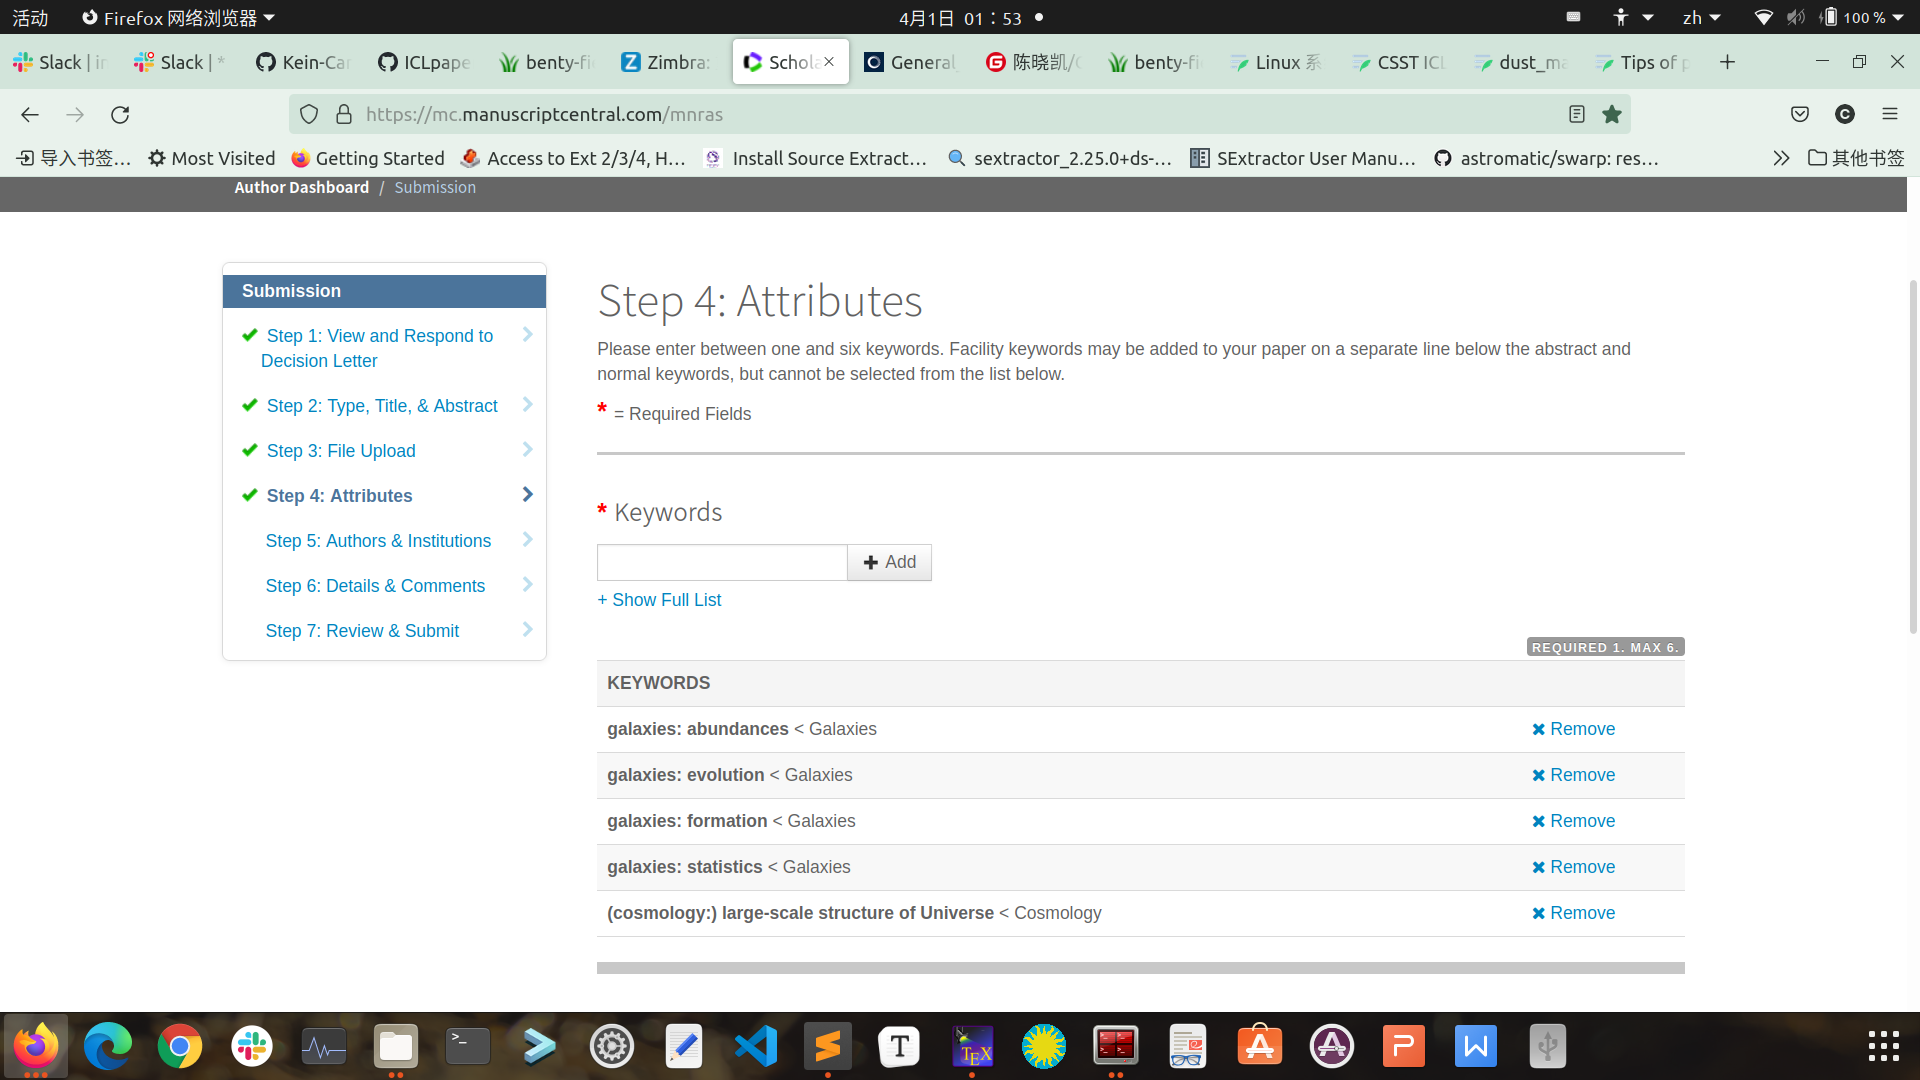 活动
Firefox 网络浏览器
4月1日 01：53
zh
100 %
Slack | in
Slack | *
Kein-Car
ICLpape
benty-fie
Zimbra:
Schola
General
陈晓凯/
benty-fi
Linux 系
CSST ICL
dust_ma
Tips of p
https://mc.manuscriptcentral.com/mnras
导入书签…
Most Visited
Getting Started
Access to Ext 2/3/4, H…
Install Source Extract…
sextractor_2.25.0+ds-…
SExtractor User Manu…
astromatic/swarp: res…
其他书签
Author Dashboard / Submission
Submission
Step 1: View and Respond to
Decision Letter
Step 2: Type, Title, & Abstract
Step 3: File Upload
Step 4: Attributes
Step 5: Authors & Institutions
Step 6: Details & Comments
Step 7: Review & Submit
Step 4: Attributes
Please enter between one and six keywords. Facility keywords may be added to your paper on a separate line below the abstract and
normal keywords, but cannot be selected from the list below.
* = Required Fields
* Keywords
Add
+ Show Full List
REQUIRED 1. MAX 6.
KEYWORDS
galaxies: abundances < Galaxies Remove
galaxies: evolution < Galaxies Remove
galaxies: formation < Galaxies Remove
galaxies: statistics < Galaxies Remove
(cosmology:) large-scale structure of Universe < Cosmology Remove